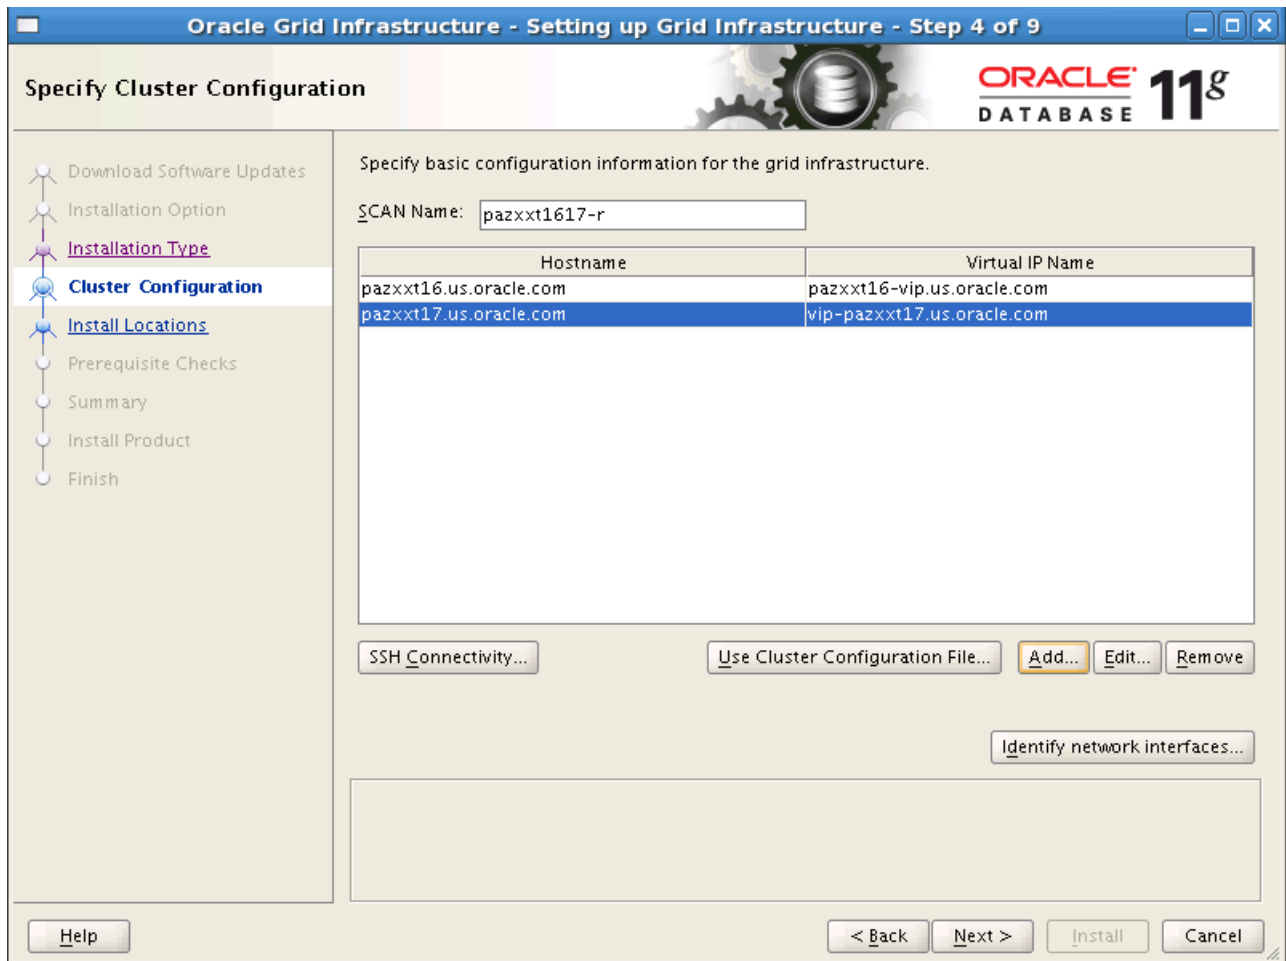 Oracle Grid Infrastructure - Setting up Grid Infrastructure - Step 4 of 9
Specify Cluster Configuration
ORACLE
DATABASE
11g
Download Software Updates
Installation Option
Installation Type
Cluster Configuration
Install Locations
Prerequisite Checks
Summary
Install Product
Finish
Specify basic configuration information for the grid infrastructure.
SCAN Name: pazxxt1617-r
Hostname Virtual IP Name
pazxxt16.us.oracle.com pazxxt16-vip.us.oracle.com
pazxxt17.us.oracle.com vip-pazxxt17.us.oracle.com
SSH Connectivity... Use Cluster Configuration File... Add... Edit... Remove
Identify network interfaces...
Help < Back Next > Install Cancel